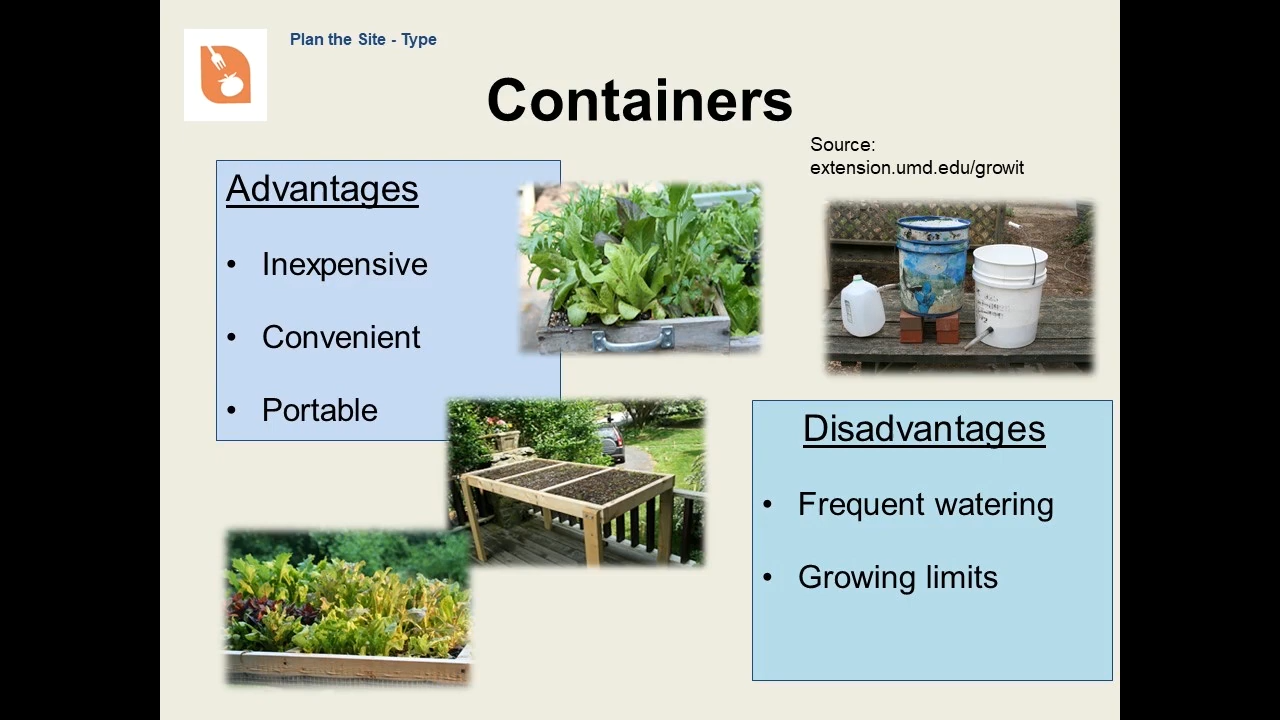 Plan the Site - Type
Containers
Source:
extension.umd.edu/growit
Advantages
• Inexpensive
• Convenient
• Portable
Disadvantages
• Frequent watering
• Growing limits